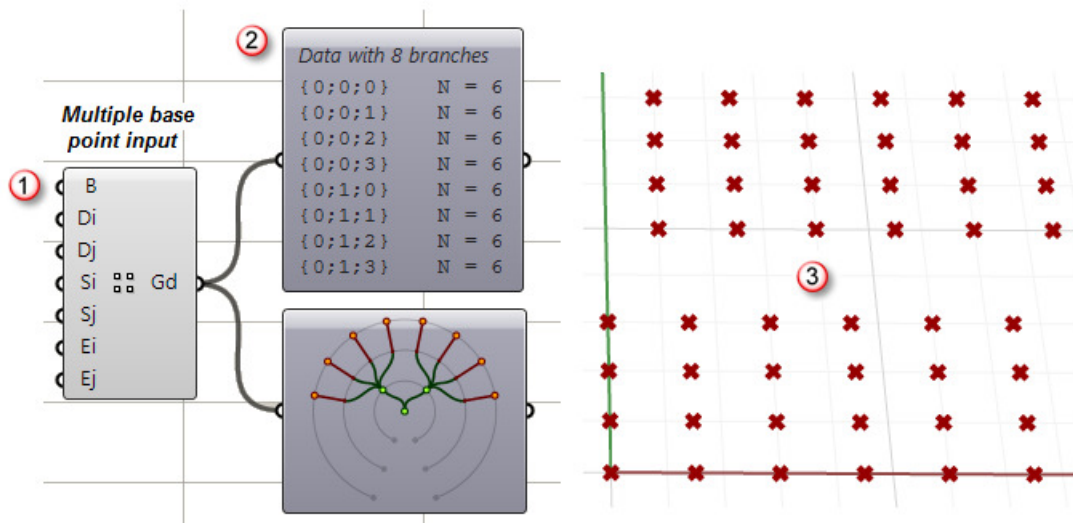 Multiple base
point input
1
B
Di
Dj
Si
Sj
Ei
Ej
Gd
2
Data with 8 branches
{0;0;0} N = 6
{0;0;1} N = 6
{0;0;2} N = 6
{0;0;3} N = 6
{0;1;0} N = 6
{0;1;1} N = 6
{0;1;2} N = 6
{0;1;3} N = 6
3